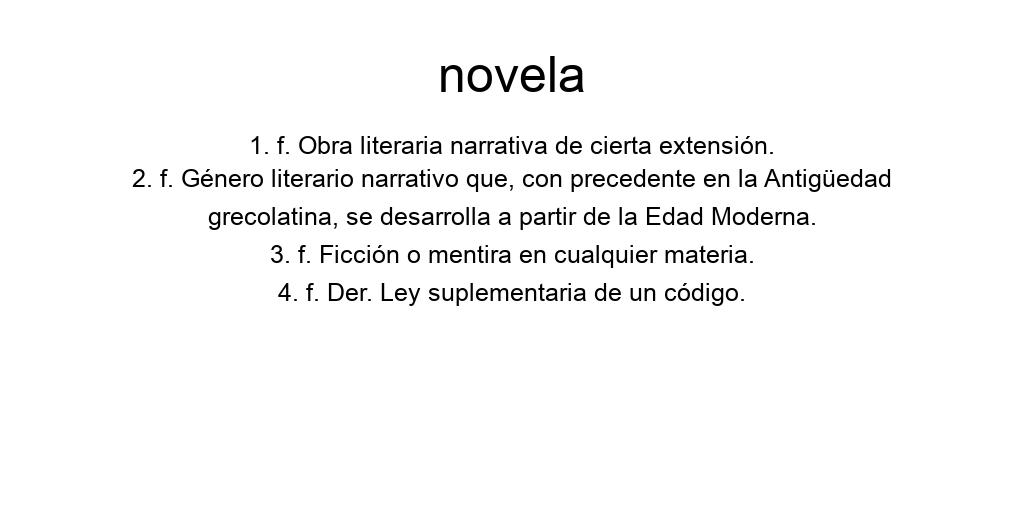 novela
1. f. Obra literaria narrativa de cierta extensión.
2. f. Género literario narrativo que, con precedente en la Antigüedad
grecolatina, se desarrolla a partir de la Edad Moderna.
3. f. Ficción o mentira en cualquier materia.
4. f. Der. Ley suplementaria de un código.